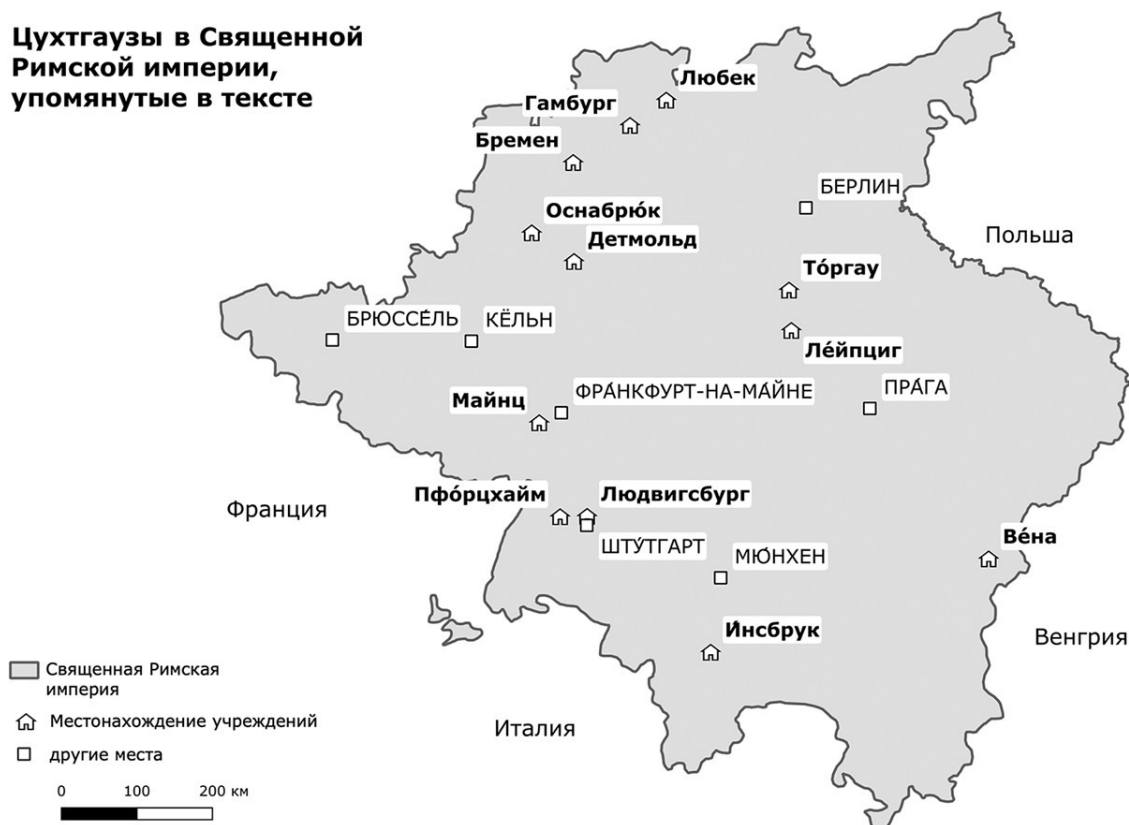 Цухтгаузы в Священной
Римской империи,
упомянутые в тексте
Любек
Гамбург
Бремен
БЕРЛИН
Оснабрю́к
Польша
Детмольд
То́ргау
БРЮССЕ́ЛЬ
КЁЛЬН
Ле́йпциг
ФРА́НКФУРТ-НА-МА́ЙНЕ
ПРА́ГА
Майнц
Пфо́рцхайм
Людвигсбург
Франция
ШТУ́ТГАРТ
Ве́на
МЮ́НХЕН
И́нсбрук
Венгрия
Италия
Священная Римская
империя
Местонахождение учреждений
другие места
0 100 200 км